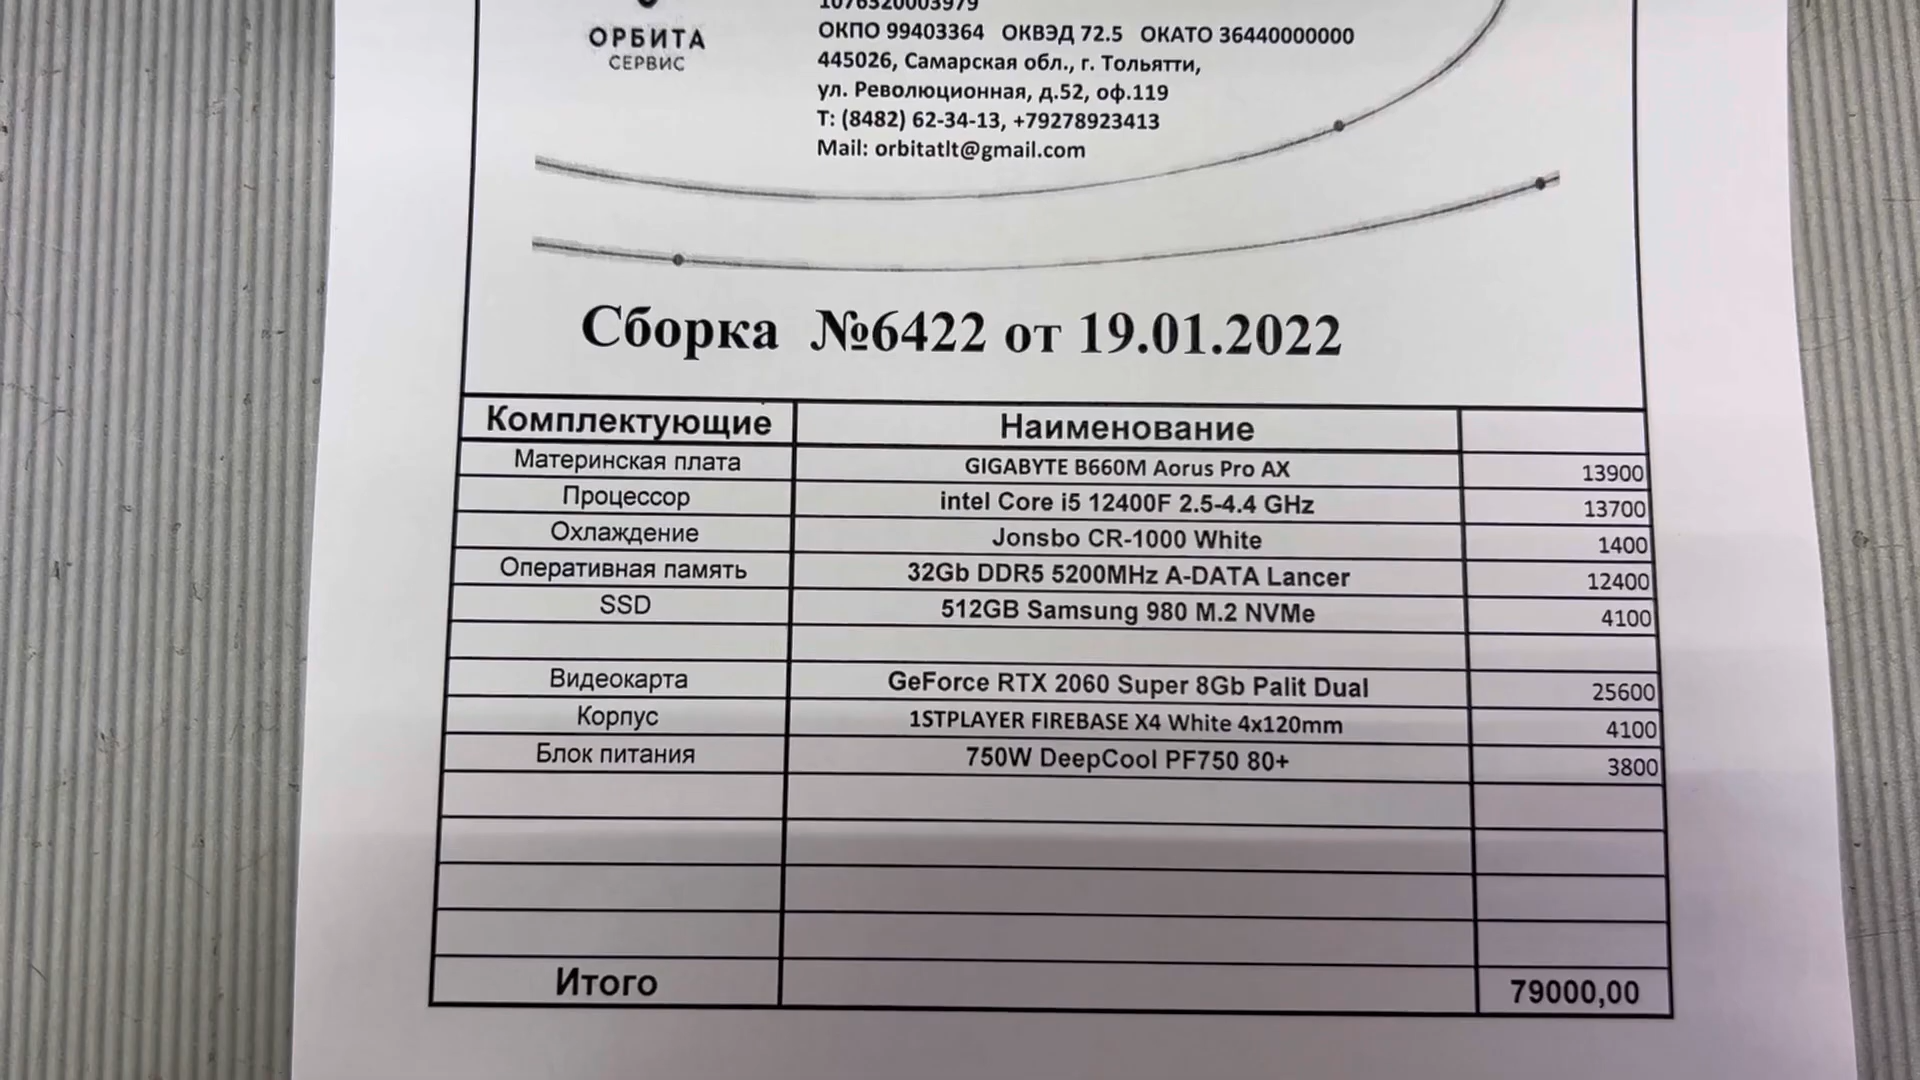 1076320003979
ОРБИТА
СЕРВИС
ОКПО 99403364 ОКВЭД 72.5 ОКАТО 36440000000
445026, Самарская обл., г. Тольятти,
ул. Революционная, д.52, оф.119
Т: (8482) 62-34-13, +79278923413
Mail: orbitatlt@gmail.com
Сборка №6422 от 19.01.2022
Комплектующие Наименование
Материнская плата GIGABYTE B660M Aorus Pro AX 13900
Процессор intel Core i5 12400F 2.5-4.4 GHz 13700
Охлаждение Jonsbo CR-1000 White 1400
Оперативная память 32Gb DDR5 5200MHz A-DATA Lancer 12400
SSD 512GB Samsung 980 M.2 NVMe 4100
Видеокарта GeForce RTX 2060 Super 8Gb Palit Dual 25600
Корпус 1STPLAYER FIREBASE X4 White 4x120mm 4100
Блок питания 750W DeepCool PF750 80+ 3800
Итого 79000,00